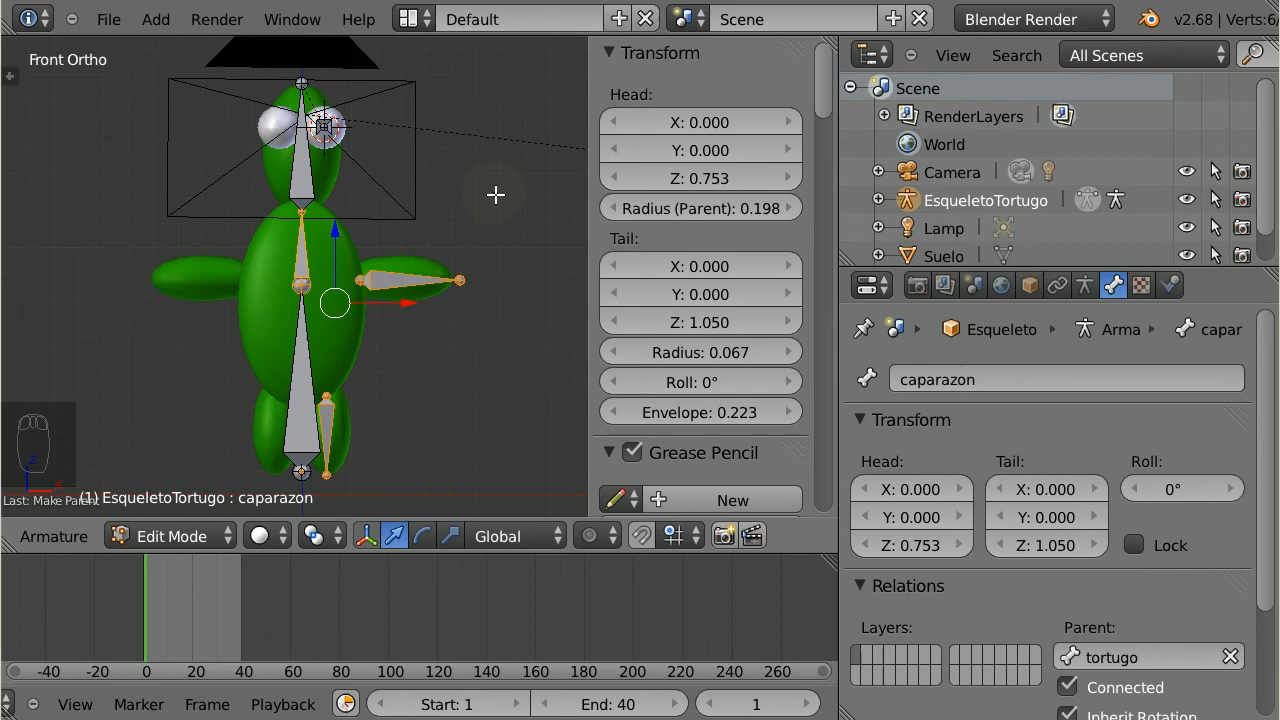 File Add Render Window Help Default Scene Blender Render v2.68 | Verts:6/
Front Ortho
Transform
Head:
X: 0.000
Y: 0.000
Z: 0.753
Radius (Parent): 0.198
Tail:
X: 0.000
Y: 0.000
Z: 1.050
Radius: 0.067
Roll: 0°
Envelope: 0.223
Grease Pencil
New
View Search All Scenes
Scene
RenderLayers
World
Camera
EsqueletoTortugo
Lamp
Suelo
Esqueleto Arma capar
caparazon
Transform
Head: Tail: Roll:
X: 0.000 X: 0.000 0°
Y: 0.000 Y: 0.000
Z: 0.753 Z: 1.050 Lock
Relations
Layers: Parent:
tortugo
Connected
Inherit Rotation
z
x
Last: Make Paren
(1) EsqueletoTortugo : caparazon
Armature Edit Mode Global
-40 -20 0 20 40 60 80 100 120 140 160 180 200 220 240 260
View Marker Frame Playback Start: 1 End: 40 1